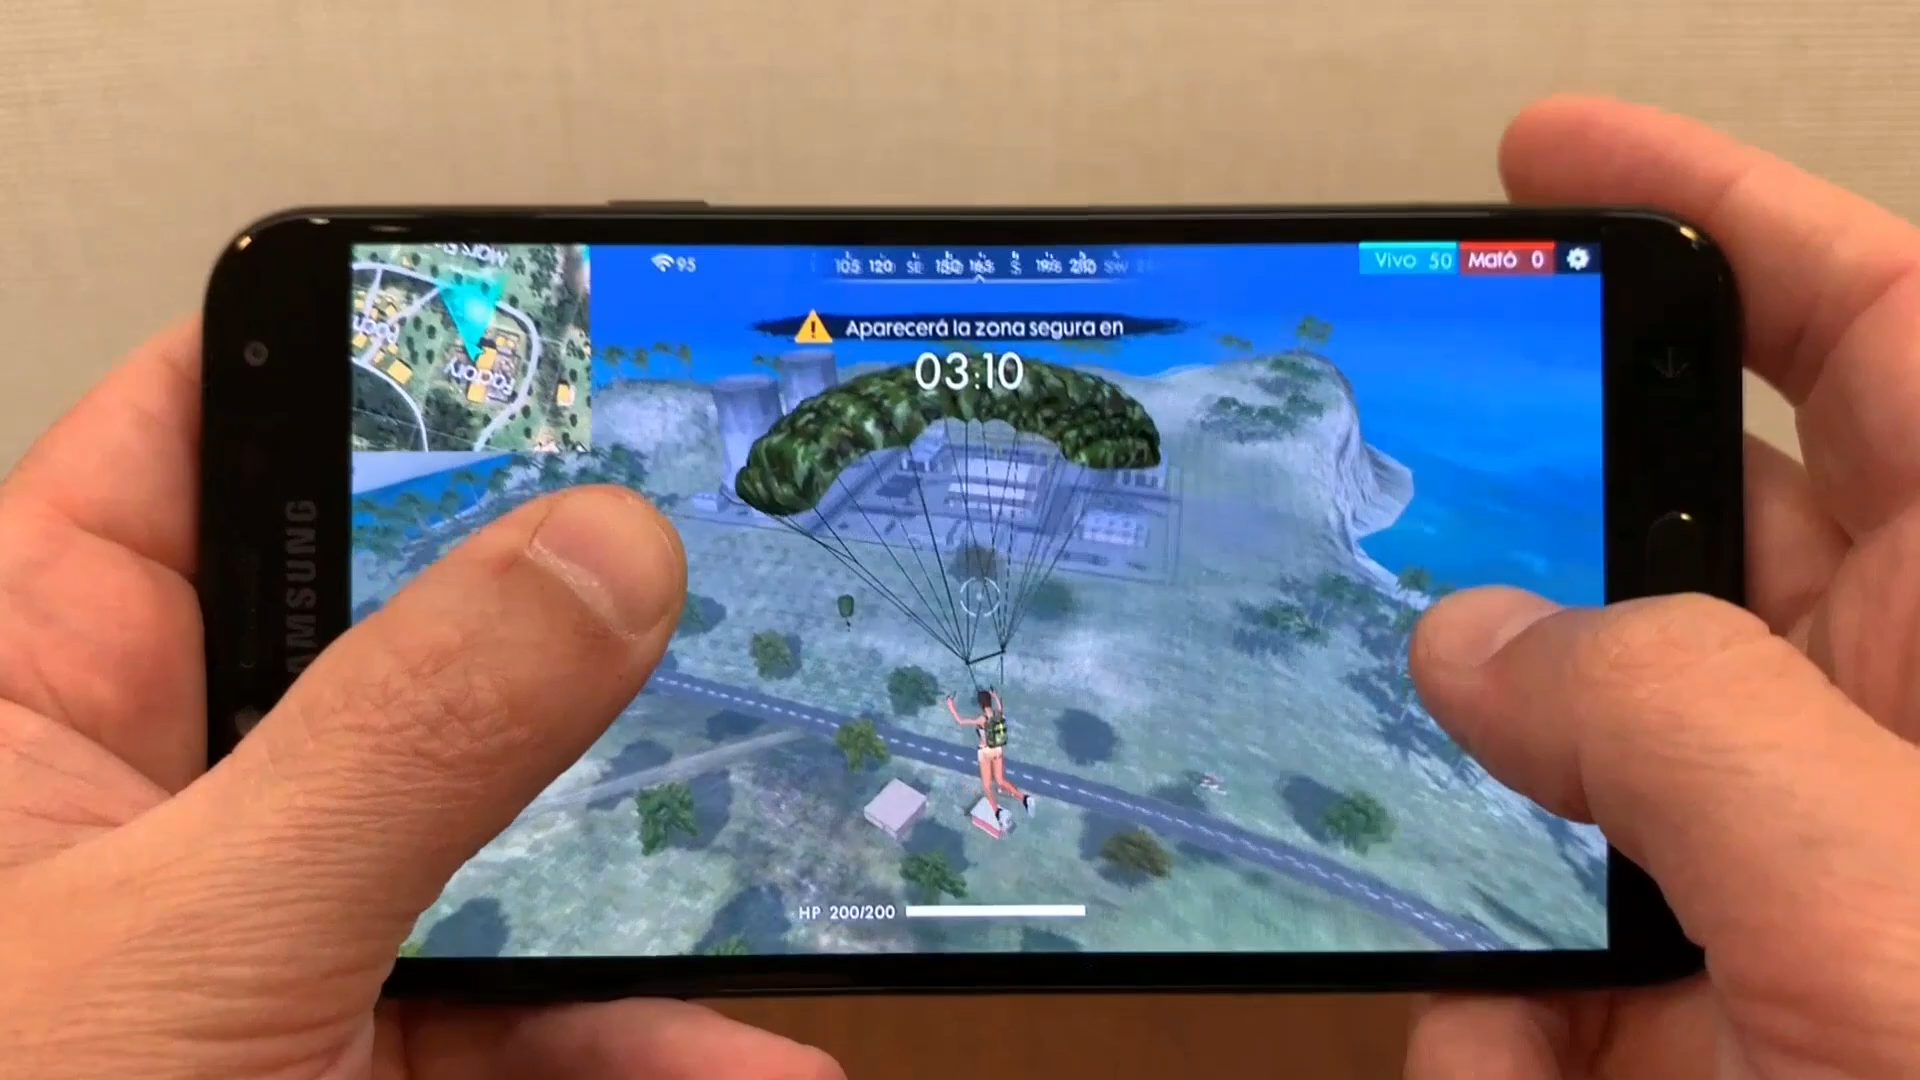 95
105 120 SE 150 165 S 195 210 SW
Vivo 50 Mató 0
Aparecerá la zona segura en
03:10
Factory
SAMSUNG
HP 200/200